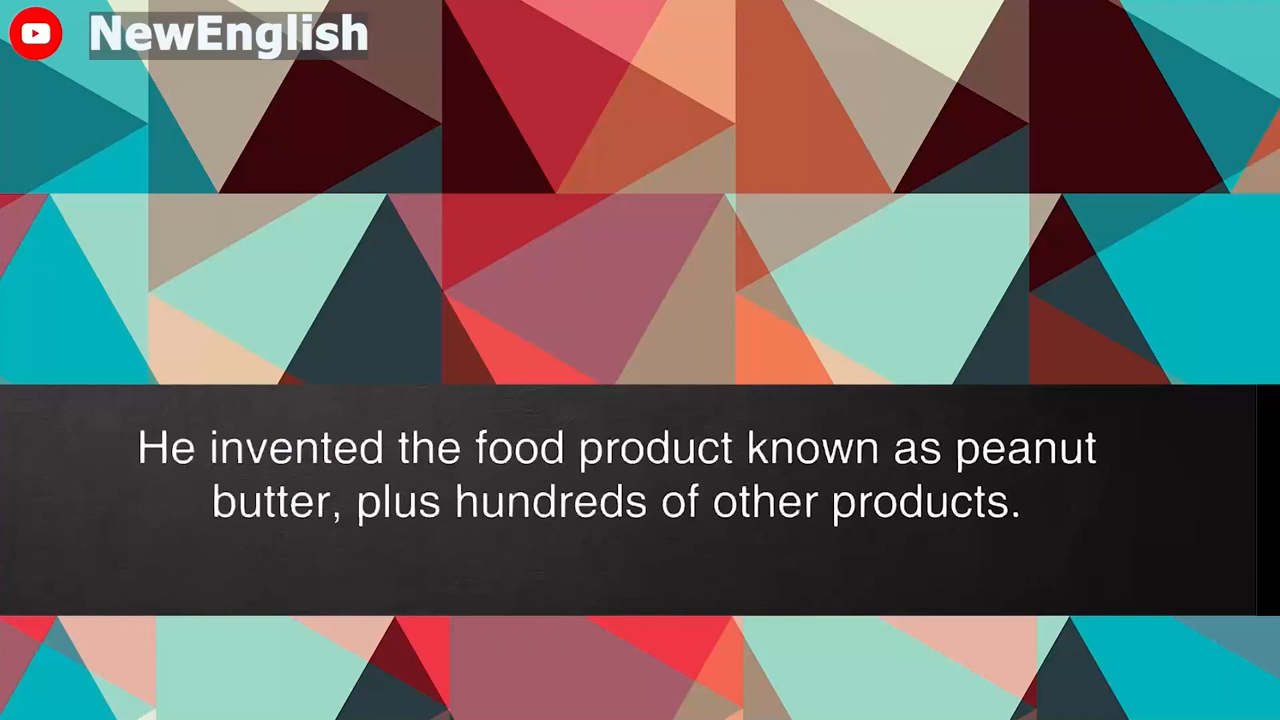 NewEnglish
He invented the food product known as peanut
butter, plus hundreds of other products.